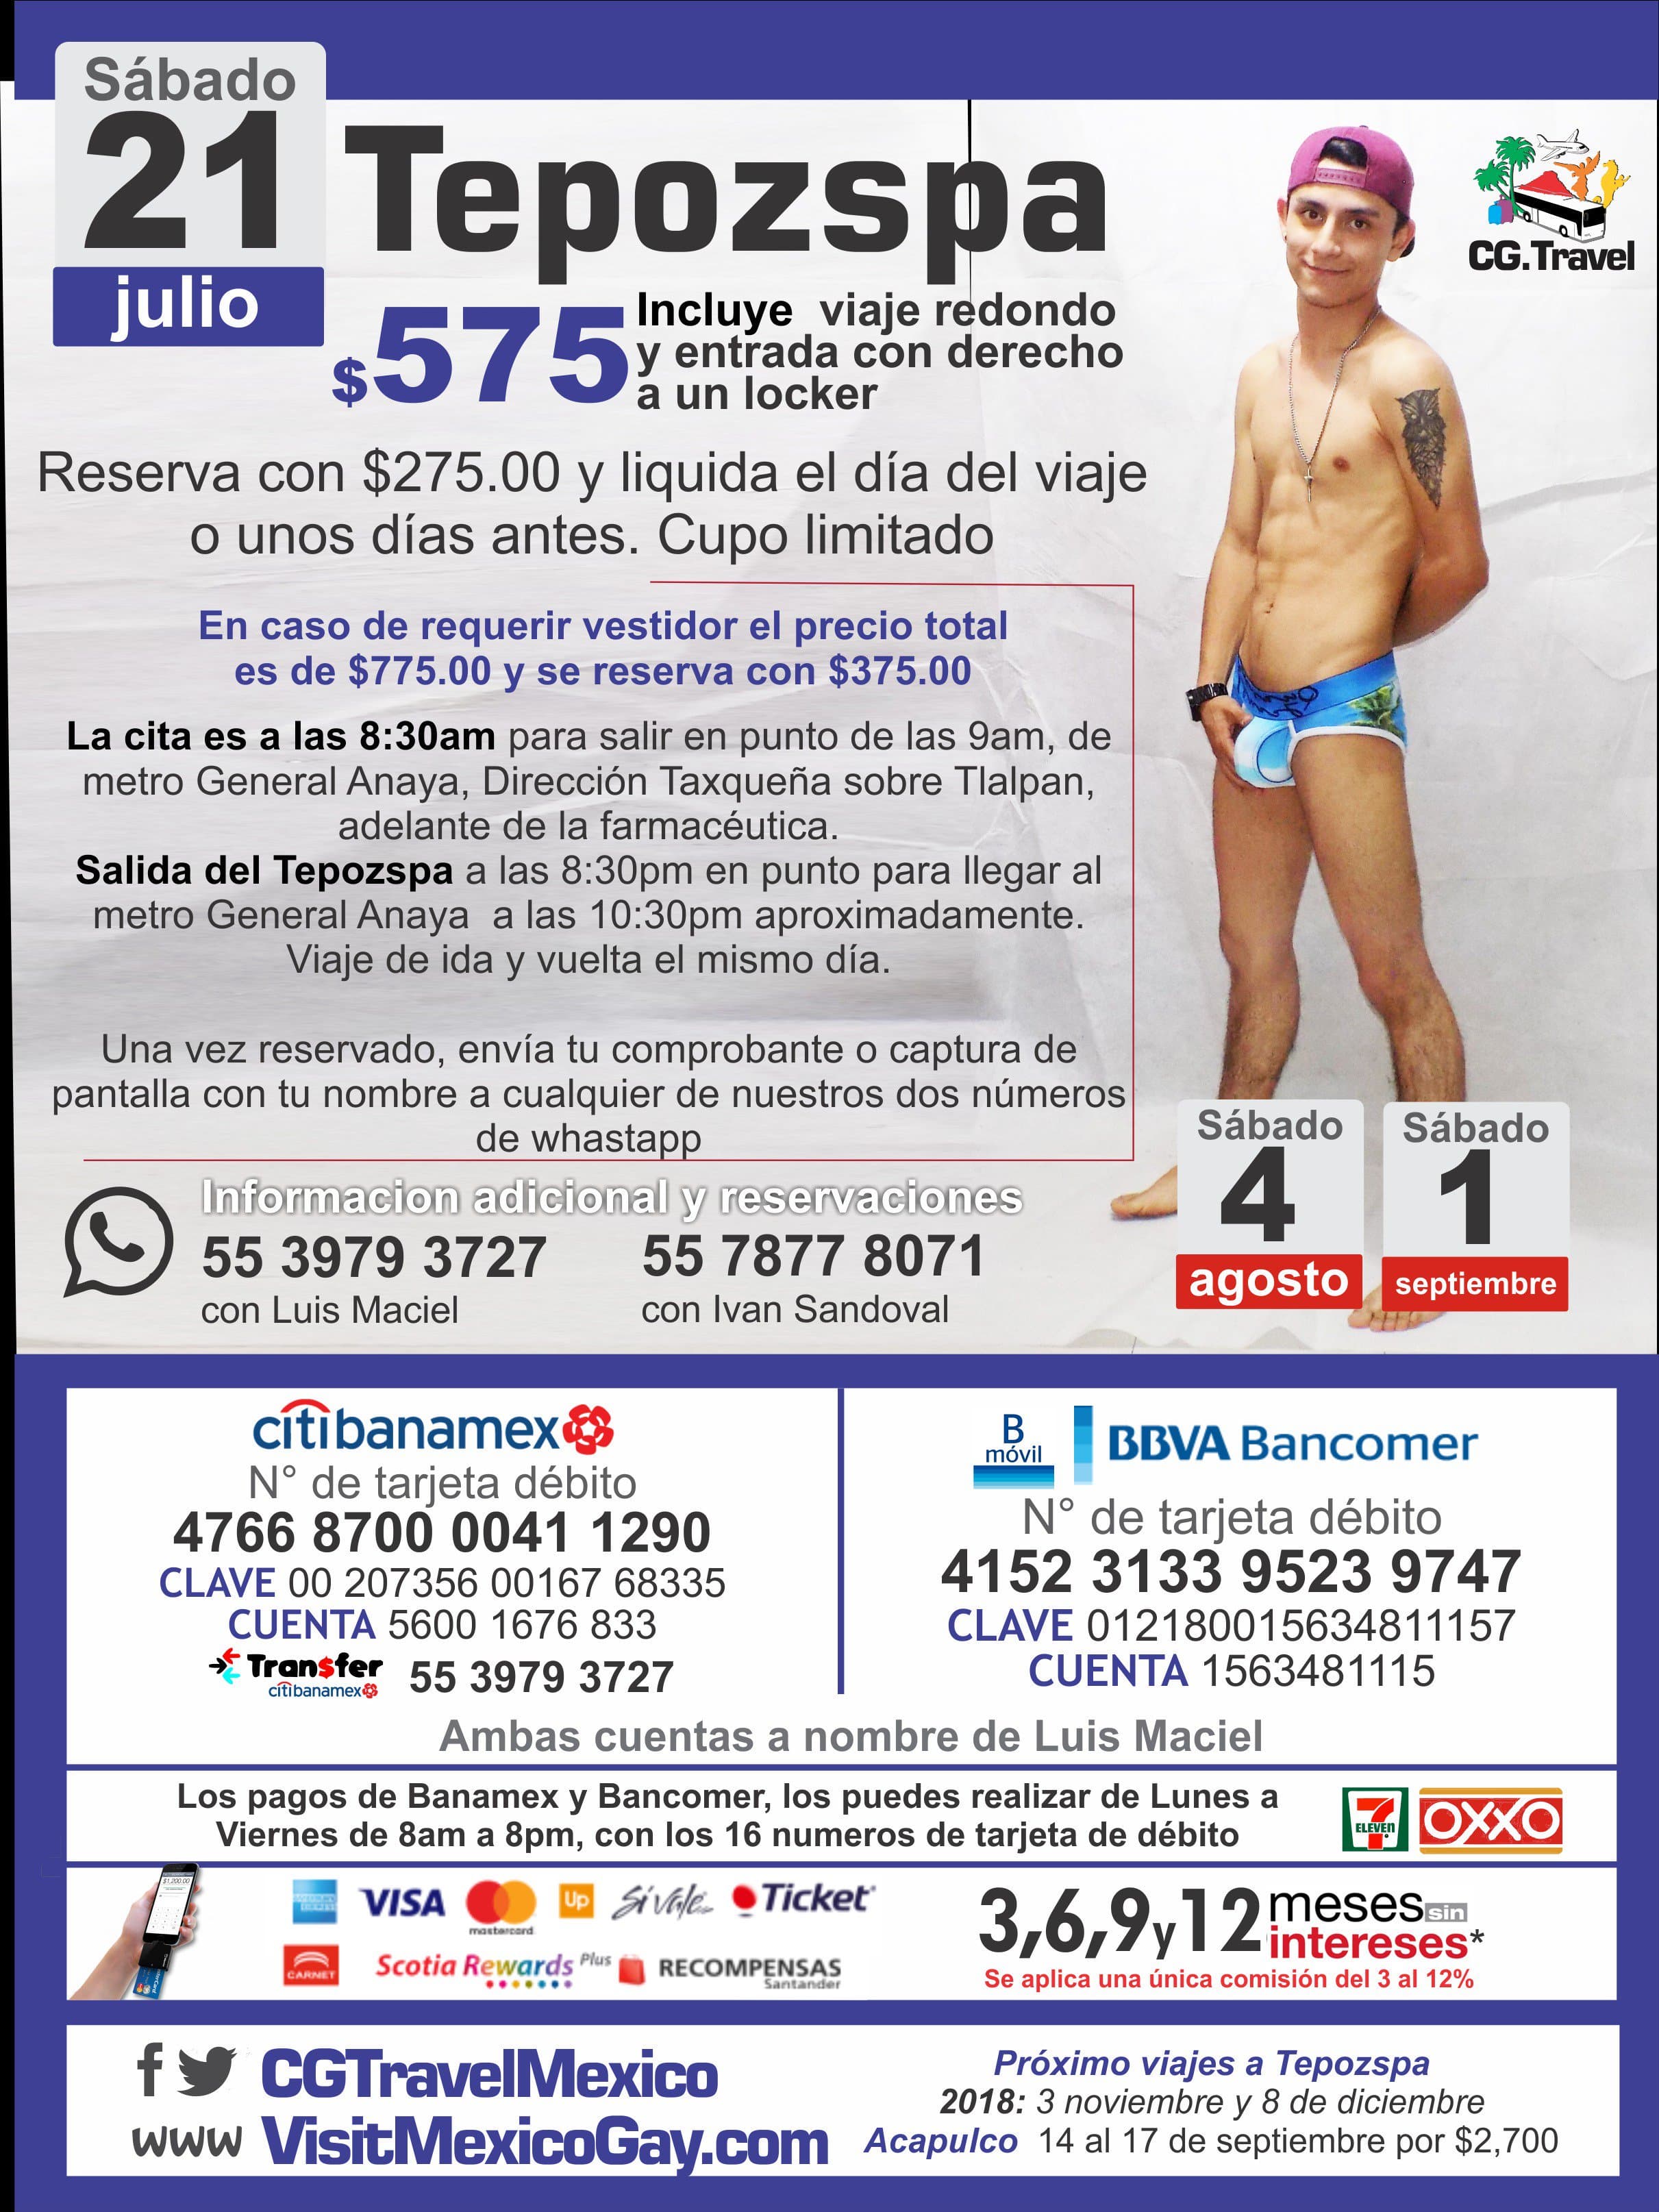 Sábado
21
julio
Tepozspa
CG.Travel
$575
Incluye viaje redondo
y entrada con derecho
a un locker
Reserva con $275.00 y liquida el día del viaje
o unos días antes. Cupo limitado
En caso de requerir vestidor el precio total
es de $775.00 y se reserva con $375.00
La cita es a las 8:30am para salir en punto de las 9am, de
metro General Anaya, Dirección Taxqueña sobre Tlalpan,
adelante de la farmacéutica.
Salida del Tepozspa a las 8:30pm en punto para llegar al
metro General Anaya a las 10:30pm aproximadamente.
Viaje de ida y vuelta el mismo día.
Una vez reservado, envía tu comprobante o captura de
pantalla con tu nombre a cualquier de nuestros dos números
de whastapp
Informacion adicional y reservaciones
55 3979 3727
con Luis Maciel
55 7877 8071
con Ivan Sandoval
Sábado
4
agosto
Sábado
1
septiembre
citibanamex
N° de tarjeta débito
4766 8700 0041 1290
CLAVE 00 207356 00167 68335
CUENTA 5600 1676 833
Tran$fer
citibanamex
55 3979 3727
B
móvil
BBVA Bancomer
N° de tarjeta débito
4152 3133 9523 9747
CLAVE 012180015634811157
CUENTA 1563481115
Ambas cuentas a nombre de Luis Maciel
Los pagos de Banamex y Bancomer, los puedes realizar de Lunes a
Viernes de 8am a 8pm, con los 16 numeros de tarjeta de débito
7
ELEVEN
OXXO
$1,200.00
AMERICAN EXPRESS
VISA
mastercard
Up
Sí Vale
Ticket
CARNET
Scotia Rewards Plus
RECOMPENSAS
Santander
3,6,9y12 meses sin
intereses*
Se aplica una única comisión del 3 al 12%
f
CGTravelMexico
www VisitMexicoGay.com
Próximo viajes a Tepozspa
2018: 3 noviembre y 8 de diciembre
Acapulco 14 al 17 de septiembre por $2,700